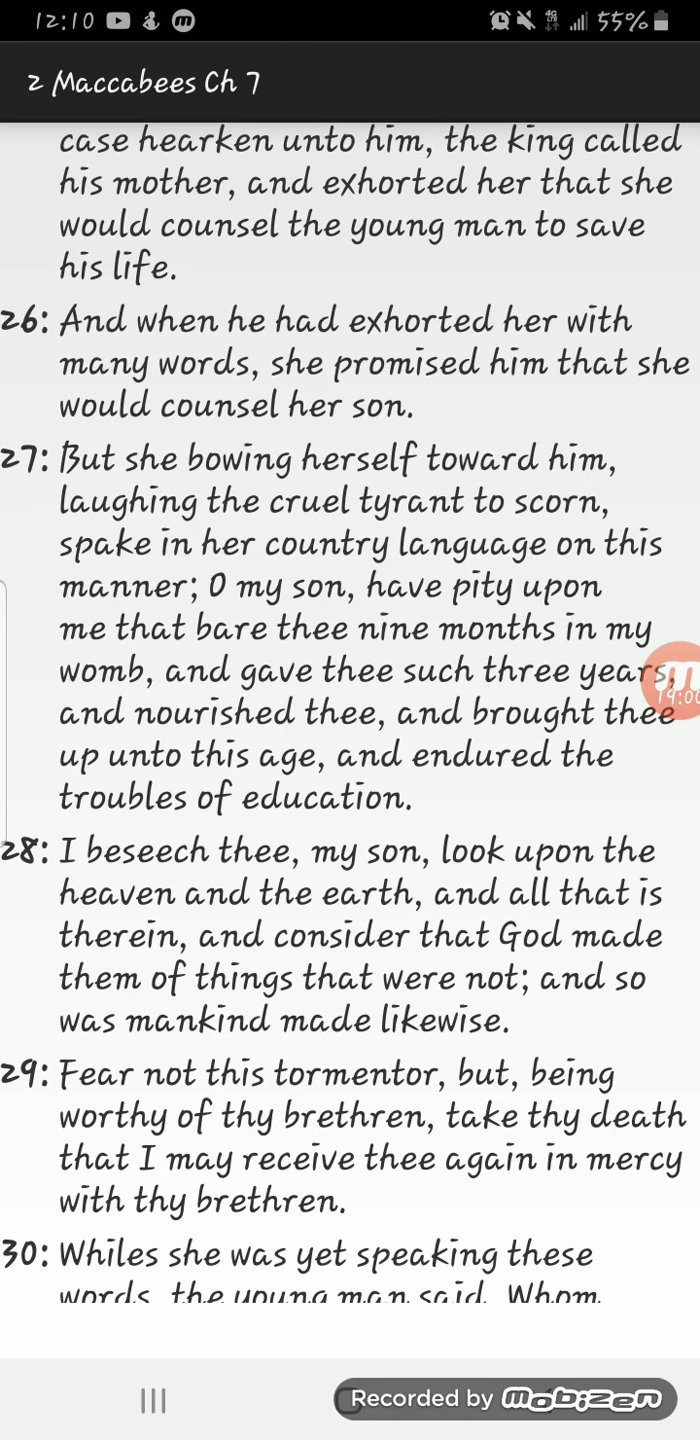 12:10
55%
2 Maccabees Ch 7
case hearken unto him, the king called
his mother, and exhorted her that she
would counsel the young man to save
his life.
26: And when he had exhorted her with
many words, she promised him that she
would counsel her son.
27: But she bowing herself toward him,
laughing the cruel tyrant to scorn,
spake in her country language on this
manner; O my son, have pity upon
me that bare thee nine months in my
womb, and gave thee such three years,
and nourished thee, and brought thee
up unto this age, and endured the
troubles of education.
28: I beseech thee, my son, look upon the
heaven and the earth, and all that is
therein, and consider that God made
them of things that were not; and so
was mankind made likewise.
29: Fear not this tormentor, but, being
worthy of thy brethren, take thy death
that I may receive thee again in mercy
with thy brethren.
30: Whiles she was yet speaking these
words, the young man said, Whom
Recorded by mobizen